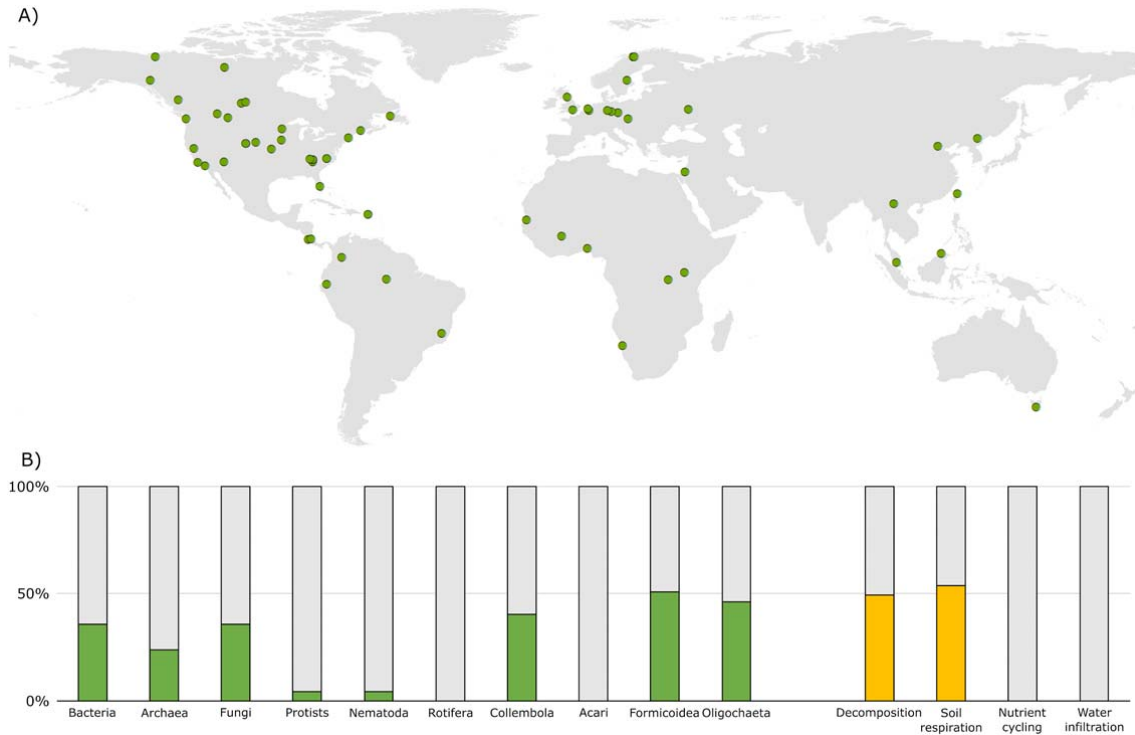 A)
B)
100%
50%
0%
Bacteria Archaea Fungi Protists Nematoda Rotifera Collembola Acari Formicoidea Oligochaeta Decomposition Soil respiration Nutrient cycling Water infiltration